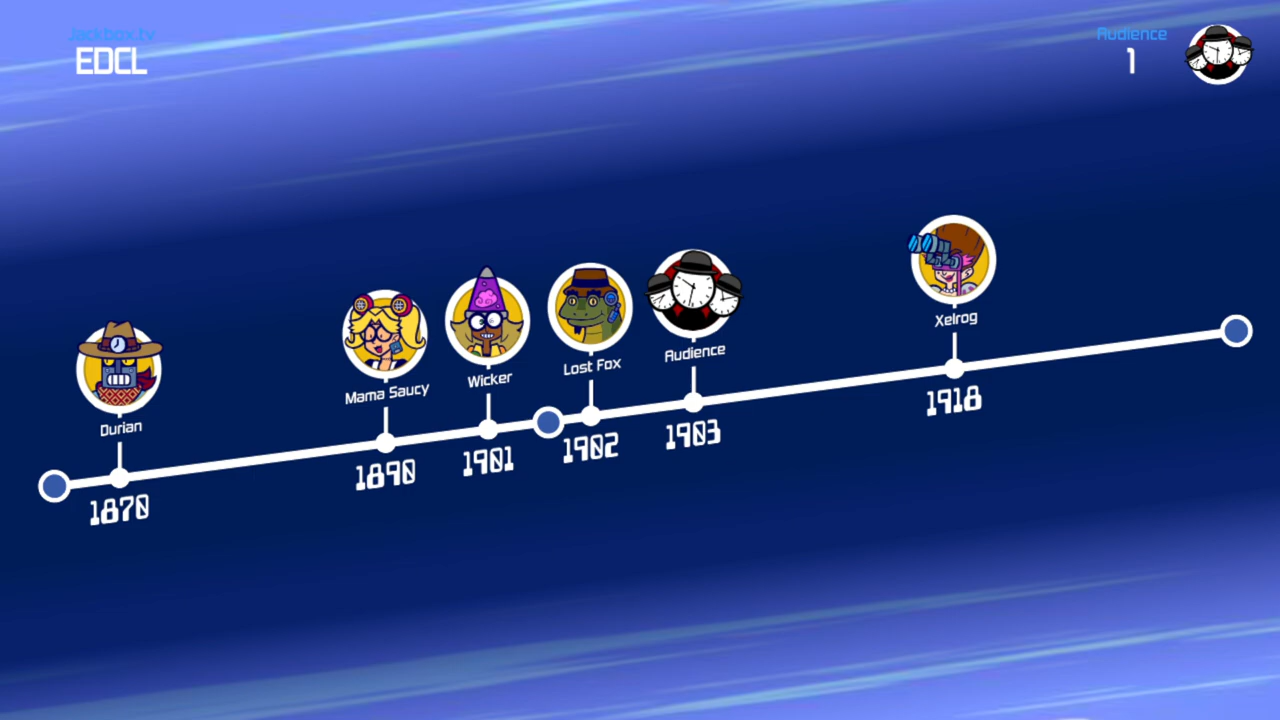 Jackbox.tv
EDCL
Audience
1
Durian
1870
Mama Saucy
1890
Wicker
1901
Lost Fox
1902
Audience
1903
Xelrog
1918